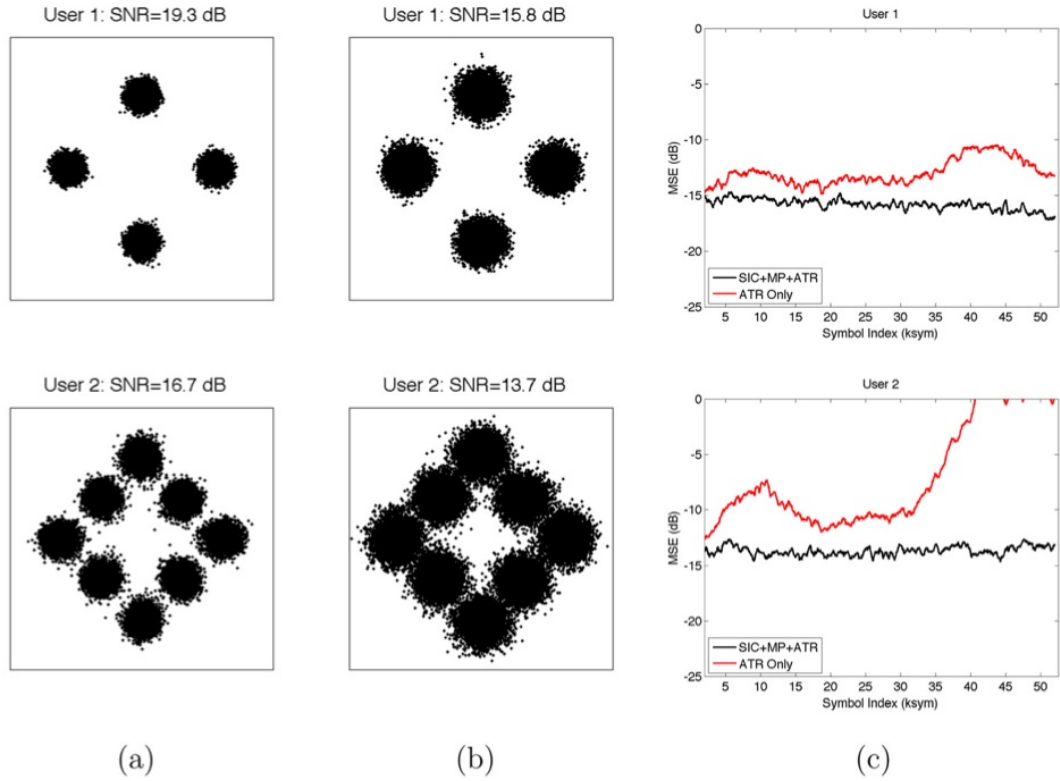 User 1: SNR=19.3 dB
User 1: SNR=15.8 dB
User 1
0
-5
-10
-15
-20
-25
MSE (dB)
SIC+MP+ATR
ATR Only
5 10 15 20 25 30 35 40 45 50
Symbol Index (ksym)
User 2: SNR=16.7 dB
User 2: SNR=13.7 dB
User 2
0
-5
-10
-15
-20
-25
MSE (dB)
SIC+MP+ATR
ATR Only
5 10 15 20 25 30 35 40 45 50
Symbol Index (ksym)
(a)
(b)
(c)